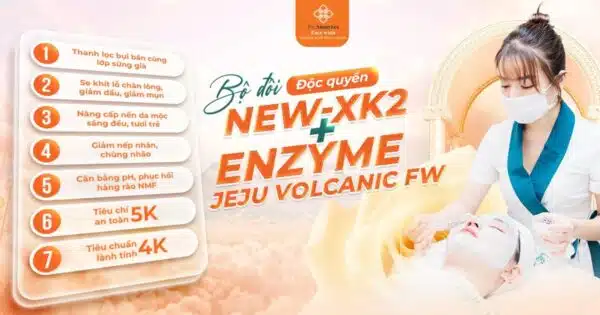 1
Thanh lọc bụi bẩn cùng
lớp sừng già
2
Se khít lỗ chân lông,
giảm dầu, giảm mụn
3
Nâng cấp nền da mộc
sáng đều, tươi trẻ
4
Giảm nếp nhăn,
chùng nhão
5
Cân bằng pH, phục hồi
hàng rào NMF
6
Tiêu chí
an toàn 5K
7
Tiêu chuẩn
lành tính 4K
Bộ đôi
Độc quyền
NEW-XK2
+
ENZYME
JEJU VOLCANIC FW